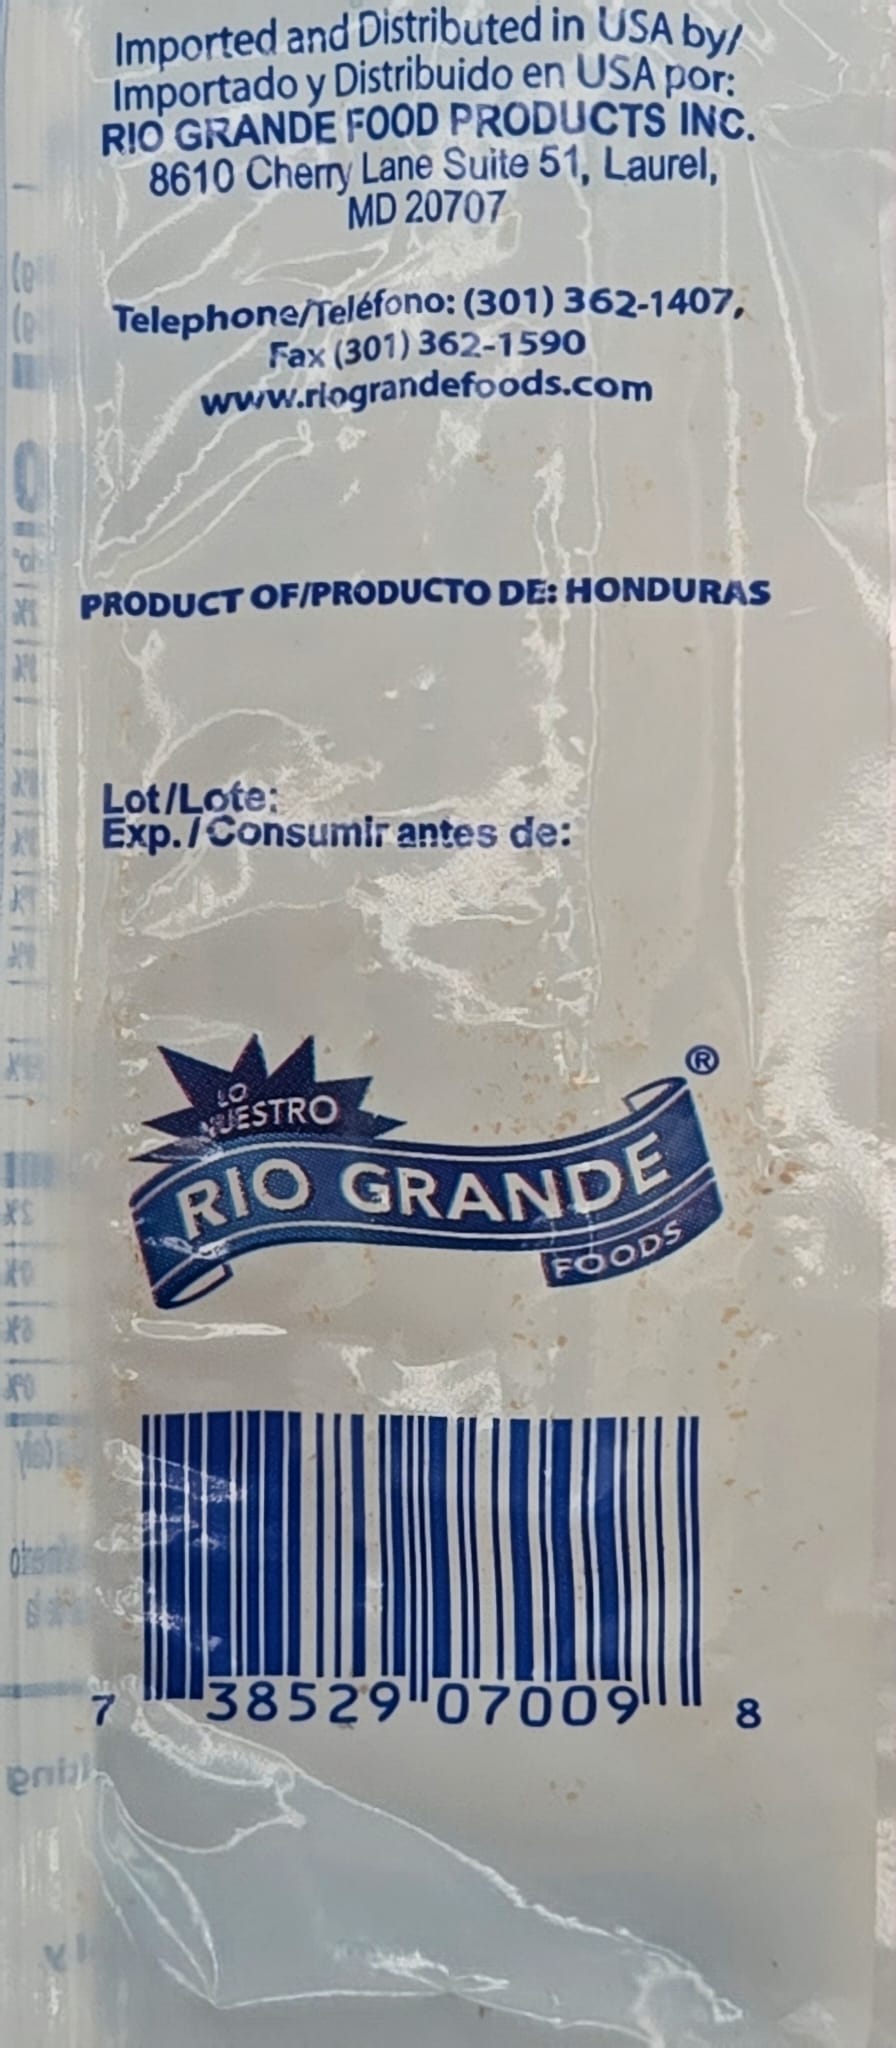 Imported and Distributed in USA by/
Importado y Distribuido en USA por:
RIO GRANDE FOOD PRODUCTS INC.
8610 Cherry Lane Suite 51, Laurel,
MD 20707
Telephone/Teléfono: (301) 362-1407,
Fax (301) 362-1590
www.riograndefoods.com
PRODUCT OF/PRODUCTO DE: HONDURAS
Lot/Lote:
Exp./Consumir antes de:
LO
NUESTRO
®
RIO GRANDE
FOODS
7 38529 07009 8